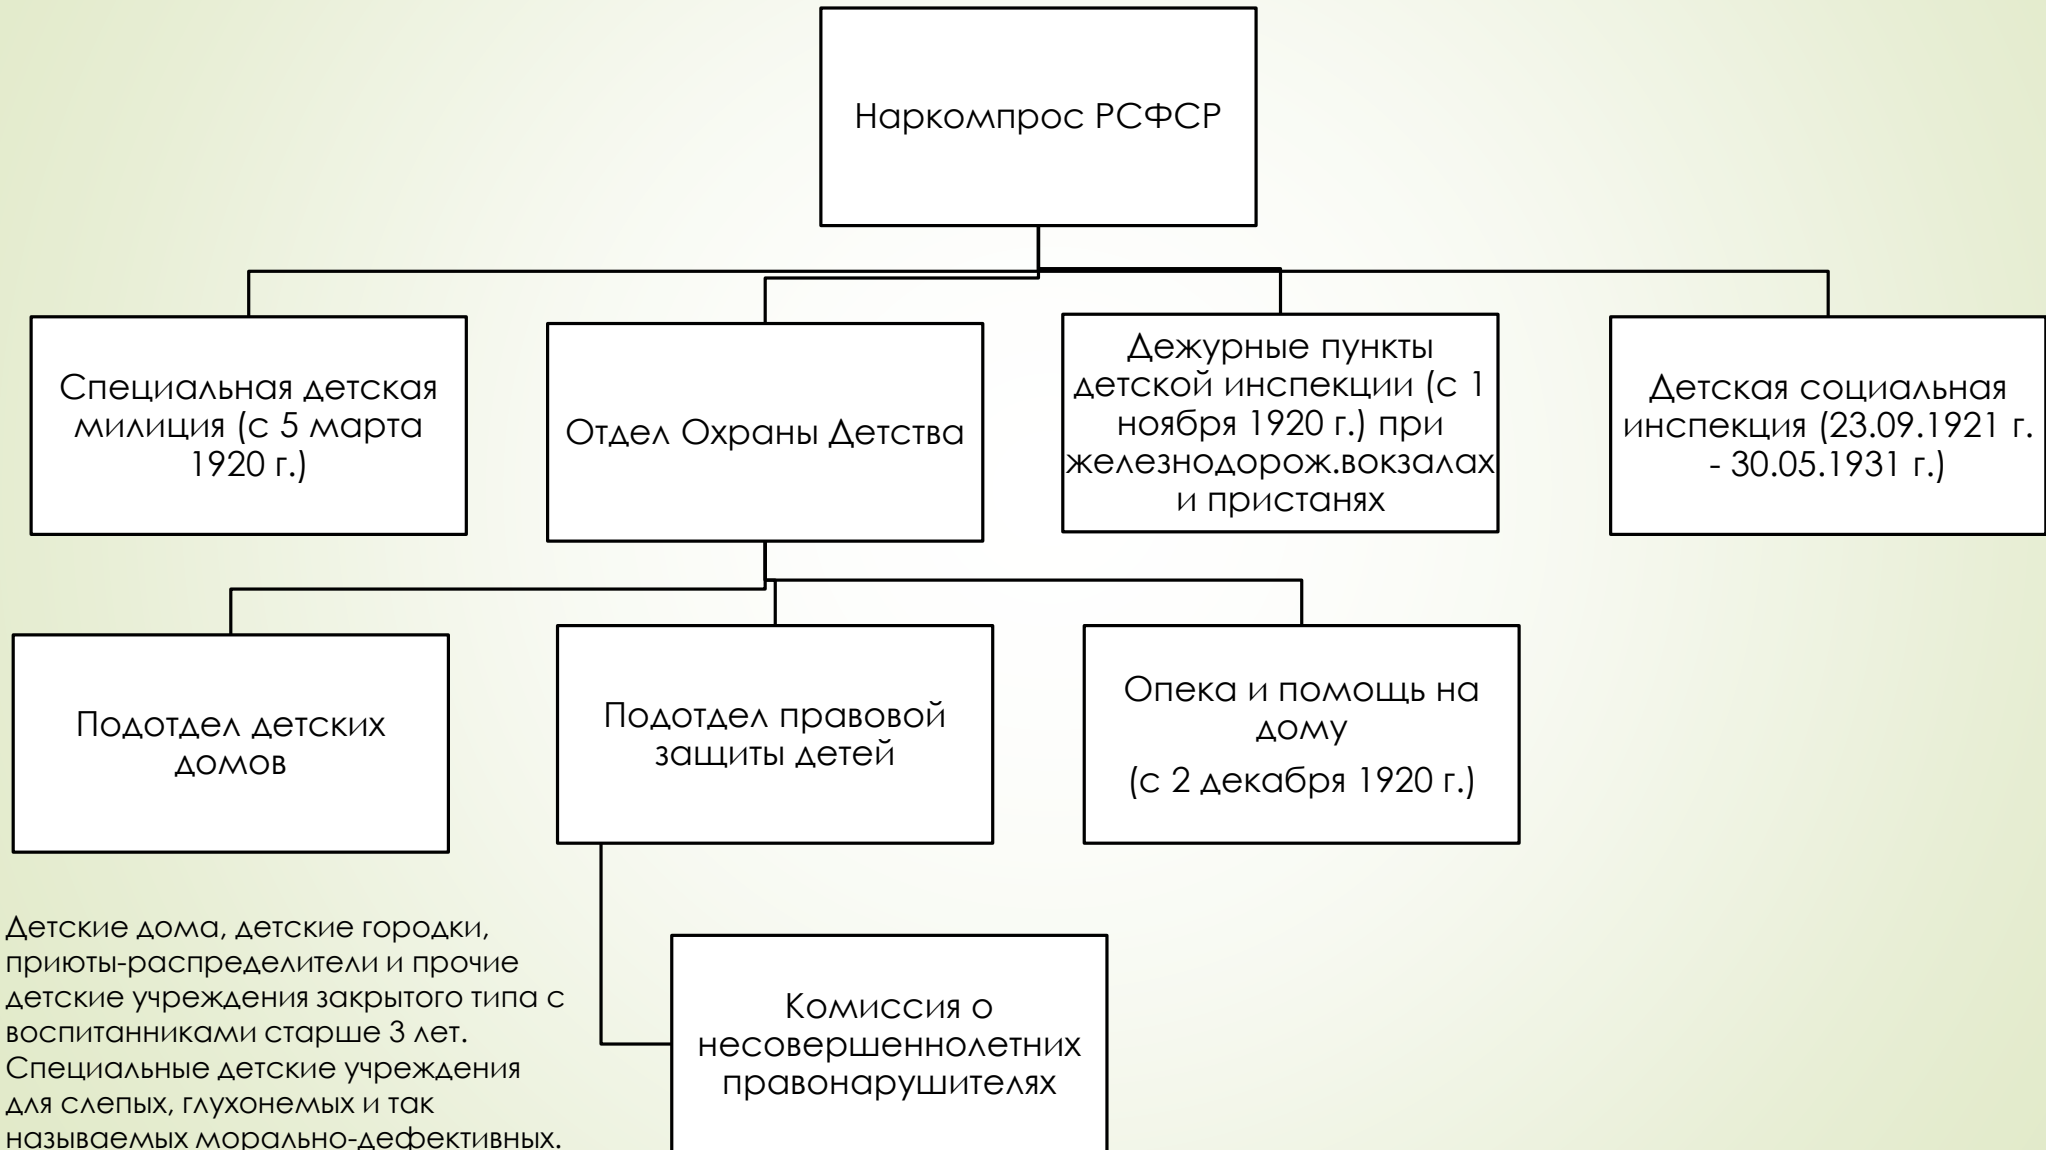 Наркомпрос РСФСР
Специальная детская
милиция (с 5 марта
1920 г.)
Отдел Охраны Детства
Дежурные пункты
детской инспекции (с 1
ноября 1920 г.) при
железнодорож.вокзалах
и пристанях
Детская социальная
инспекция (23.09.1921 г.
- 30.05.1931 г.)
Подотдел детских
домов
Подотдел правовой
защиты детей
Опека и помощь на
дому
(с 2 декабря 1920 г.)
Детские дома, детские городки,
приюты-распределители и прочие
детские учреждения закрытого типа с
воспитанниками старше 3 лет.
Специальные детские учреждения
для слепых, глухонемых и так
называемых морально-дефективных.
Комиссия о
несовершеннолетних
правонарушителях